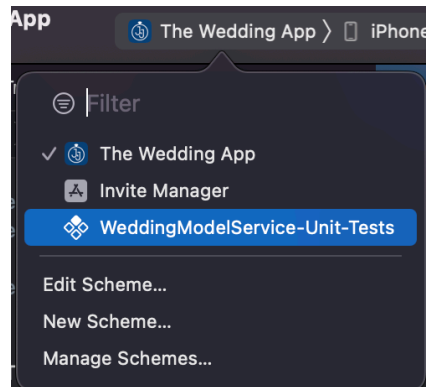 App
The Wedding App 〉 iPhone
Filter
The Wedding App
Invite Manager
WeddingModelService-Unit-Tests
Edit Scheme...
New Scheme...
Manage Schemes...